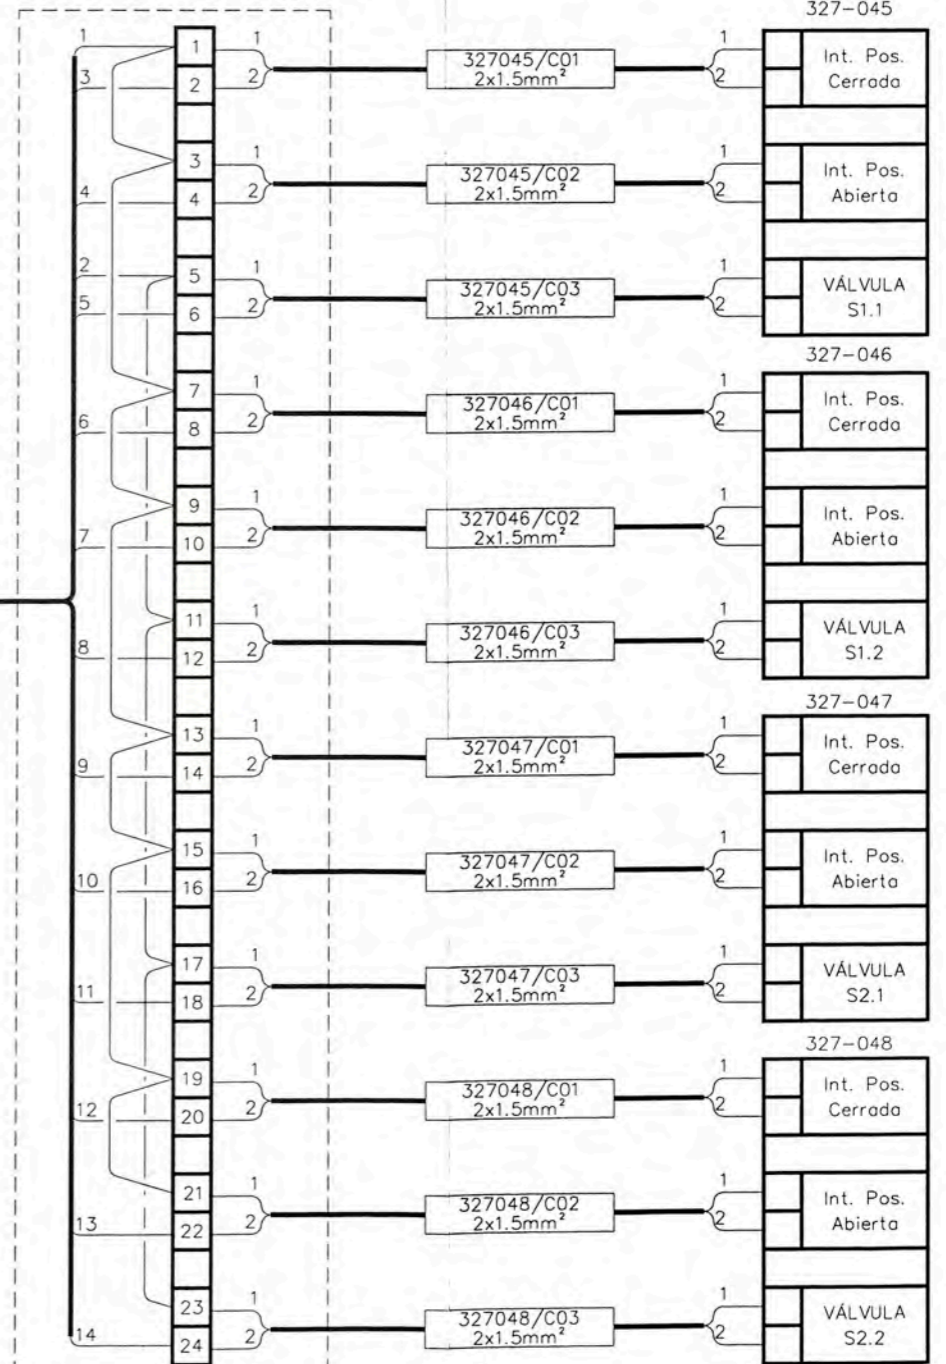 327-045
1
1
1
327045/C01
2x1.5mm²
1
Int. Pos.
Cerrada
3
2
2
2
3
1
327045/C02
2x1.5mm²
1
Int. Pos.
Abierta
4
4
2
2
2
5
1
327045/C03
2x1.5mm²
1
VÁLVULA
S1.1
5
6
2
2
327-046
7
1
327046/C01
2x1.5mm²
1
Int. Pos.
Cerrada
6
8
2
2
9
1
327046/C02
2x1.5mm²
1
Int. Pos.
Abierta
7
10
2
2
11
1
327046/C03
2x1.5mm²
1
VÁLVULA
S1.2
8
12
2
2
327-047
13
1
327047/C01
2x1.5mm²
1
Int. Pos.
Cerrada
9
14
2
2
15
1
327047/C02
2x1.5mm²
1
Int. Pos.
Abierta
10
16
2
2
17
1
327047/C03
2x1.5mm²
1
VÁLVULA
S2.1
11
18
2
2
327-048
19
1
327048/C01
2x1.5mm²
1
Int. Pos.
Cerrada
12
20
2
2
21
1
327048/C02
2x1.5mm²
1
Int. Pos.
Abierta
13
22
2
2
23
1
327048/C03
2x1.5mm²
1
VÁLVULA
S2.2
14
24
2
2